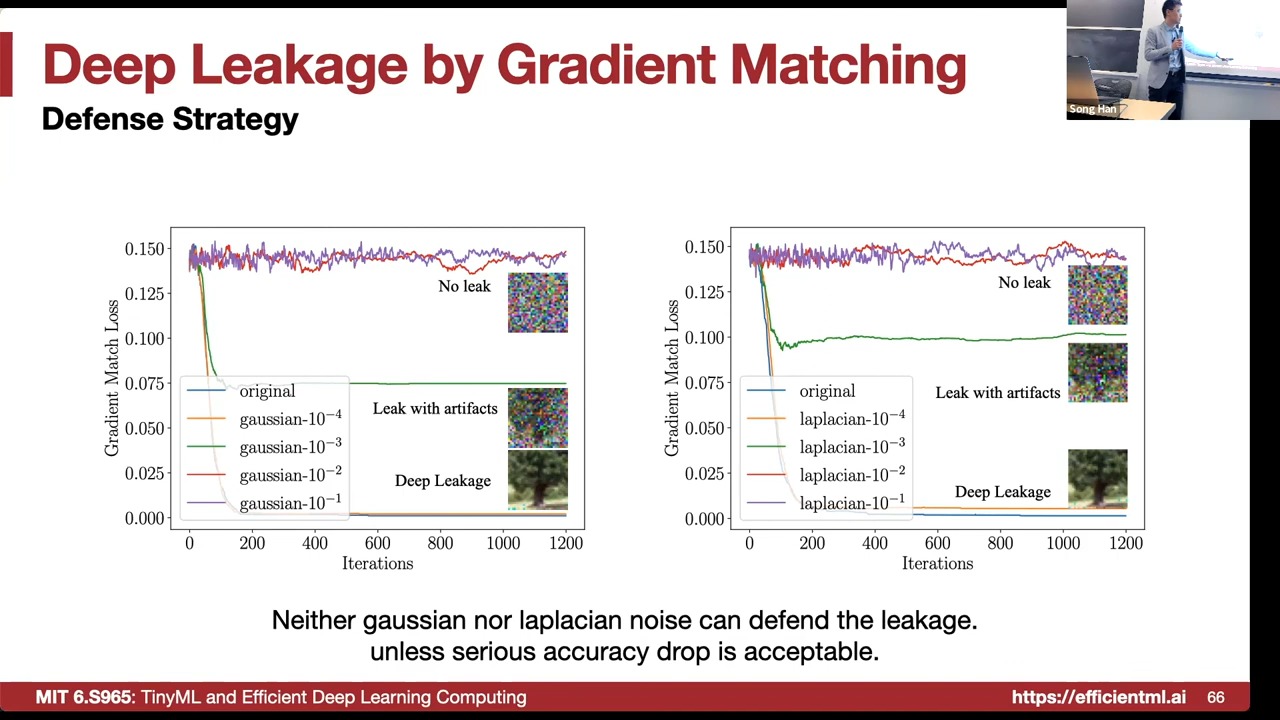 Deep Leakage by Gradient Matching
Defense Strategy
Song Han
0.150
0.125
0.100
0.075
0.050
0.025
0.000
Gradient Match Loss
No leak
Leak with artifacts
Deep Leakage
original
gaussian-10⁻⁴
gaussian-10⁻³
gaussian-10⁻²
gaussian-10⁻¹
0 200 400 600 800 1000 1200
Iterations
0.150
0.125
0.100
0.075
0.050
0.025
0.000
Gradient Match Loss
No leak
Leak with artifacts
Deep Leakage
original
laplacian-10⁻⁴
laplacian-10⁻³
laplacian-10⁻²
laplacian-10⁻¹
0 200 400 600 800 1000 1200
Iterations
Neither gaussian nor laplacian noise can defend the leakage.
unless serious accuracy drop is acceptable.
MIT 6.S965: TinyML and Efficient Deep Learning Computing
https://efficientml.ai 66